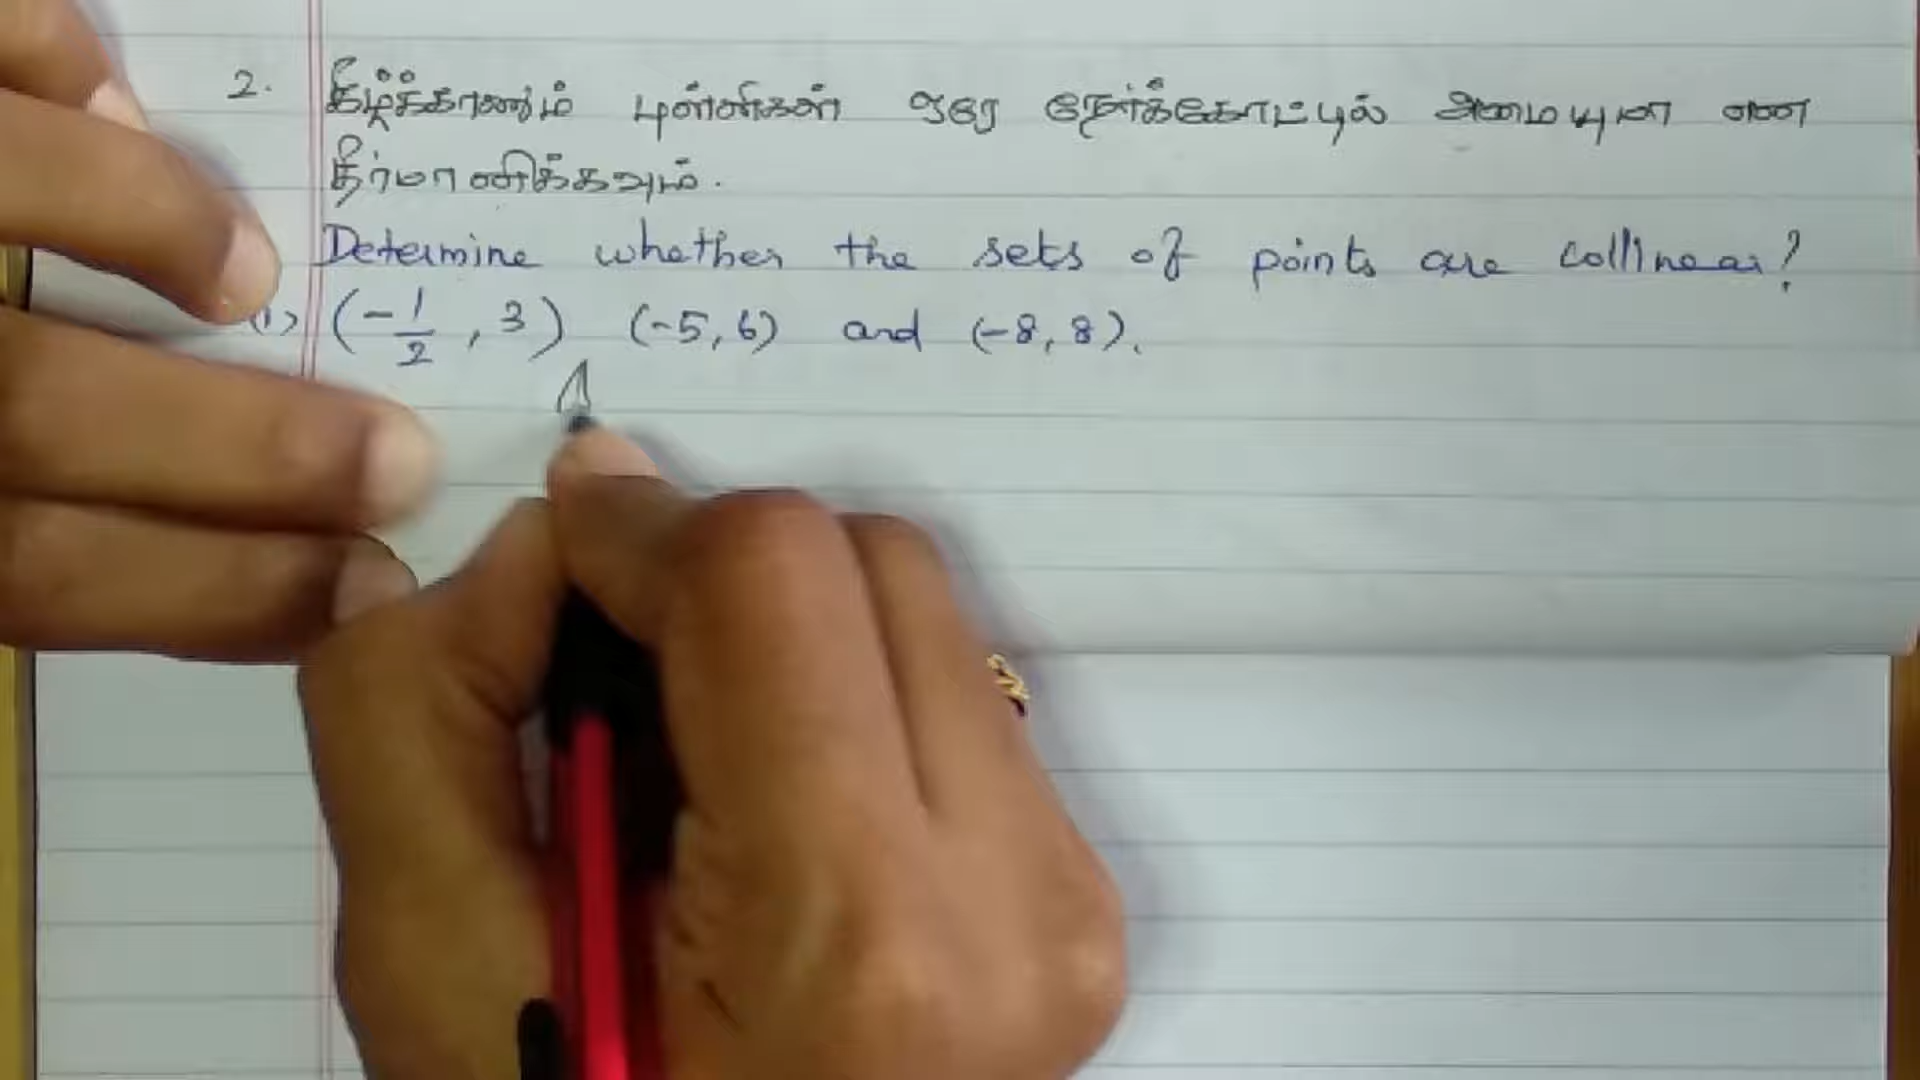 2. கீழ்க்காணும் புள்ளிகள் ஒரே நேர்க்கோட்டில் அமையுமா என
தீர்மானிக்கவும்.
Determine whether the sets of points are collinear?
(i) (-1/2, 3) (-5,6) and (-8,8).
A